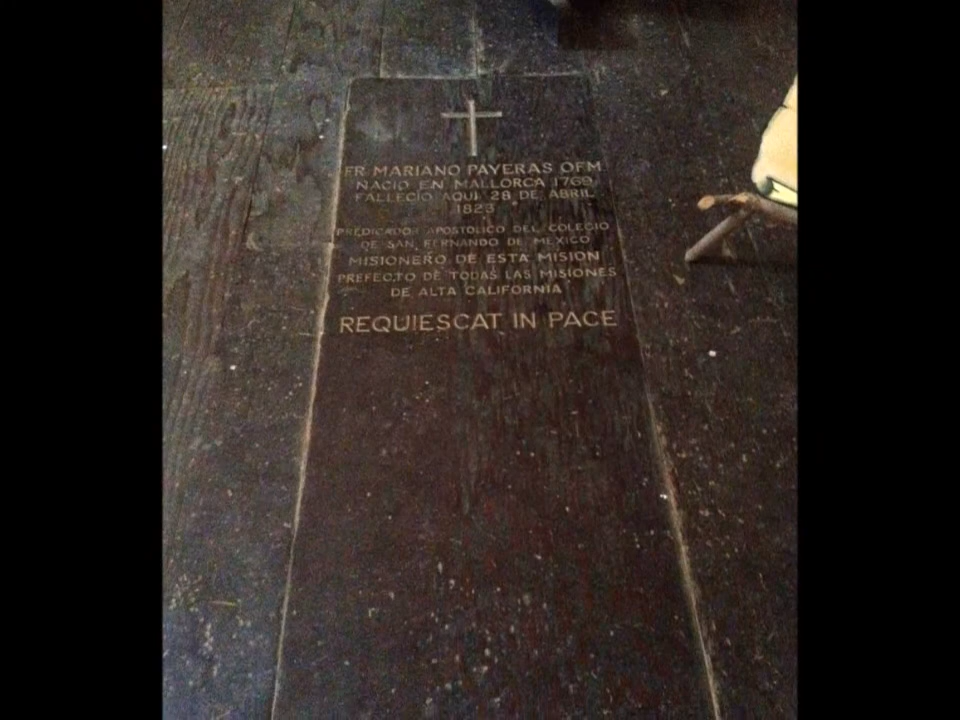 FR MARIANO PAYERAS OFM
NACIO EN MALLORCA 1769
FALLECIO AQUI 28 DE ABRIL
1823
PREDICADOR APOSTOLICO DEL COLEGIO
DE SAN FERNANDO DE MEXICO
MISIONERO DE ESTA MISION
PREFECTO DE TODAS LAS MISIONES
DE ALTA CALIFORNIA
REQUIESCAT IN PACE